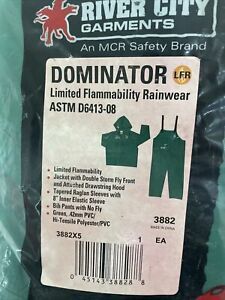 RIVER CITY
GARMENTS
An MCR Safety Brand
DOMINATOR LFR
Limited Flammability Rainwear
ASTM D6413-08
• Limited Flammability
• Jacket with Double Storm Fly Front
and Attached Drawstring Hood
• Tapered Raglan Sleeves with
8" Inner Elastic Sleeve
• Bib Pants with No Fly
• Green, .42mm PVC/
Hi-Tensile Polyester/PVC
3882
MADE IN CHINA
3882X5 1 EA
0 45143 38828 8